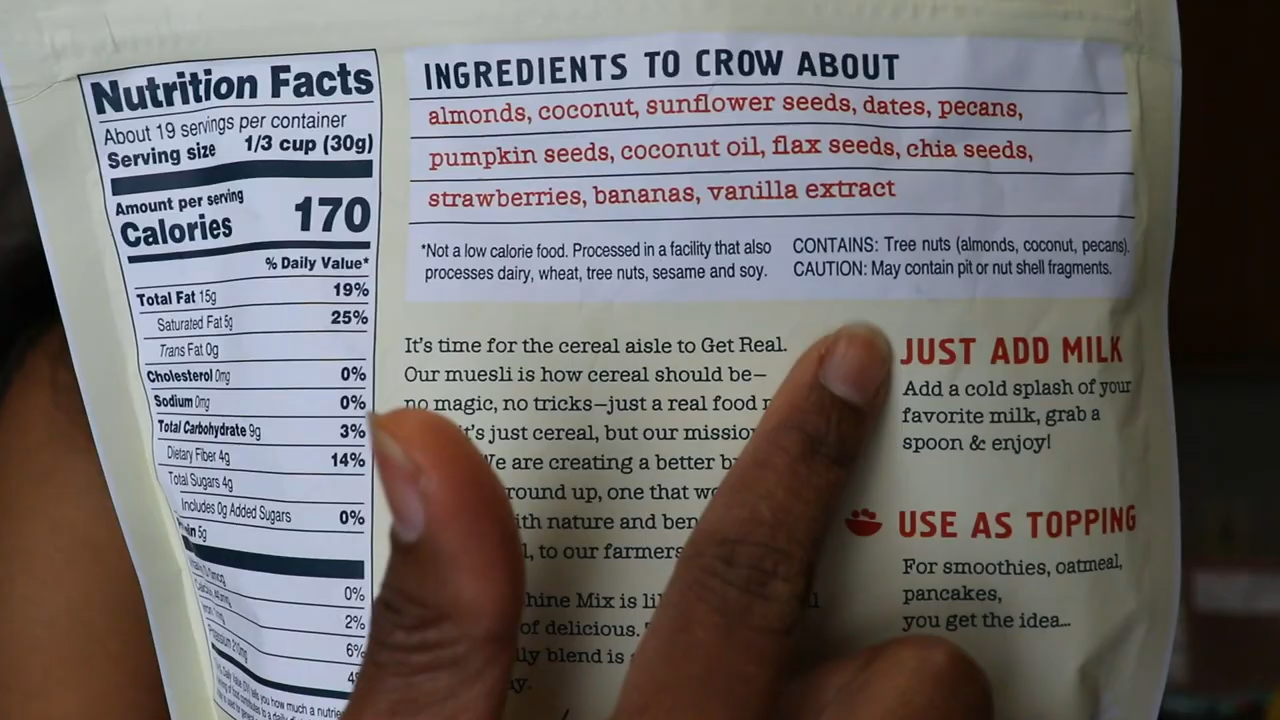 Nutrition Facts
About 19 servings per container
Serving size 1/3 cup (30g)
Amount per serving
Calories 170
% Daily Value*
Total Fat 15g 19%
Saturated Fat 5g 25%
Trans Fat 0g
Cholesterol 0mg 0%
Sodium 0mg 0%
Total Carbohydrate 9g 3%
Dietary Fiber 4g 14%
Total Sugars 4g
Includes 0g Added Sugars 0%
5g
0%
2%
6%
Potassium 210mg
INGREDIENTS TO CROW ABOUT
almonds, coconut, sunflower seeds, dates, pecans,
pumpkin seeds, coconut oil, flax seeds, chia seeds,
strawberries, bananas, vanilla extract
*Not a low calorie food. Processed in a facility that also
processes dairy, wheat, tree nuts, sesame and soy.
CONTAINS: Tree nuts (almonds, coconut, pecans).
CAUTION: May contain pit or nut shell fragments.
It's time for the cereal aisle to Get Real.
Our muesli is how cereal should be—
no magic, no tricks—just a real food
it's just cereal, but our mission
We are creating a better
round up, one that
with nature and
to our farmers
Mix is
of delicious.
blend is
JUST ADD MILK
Add a cold splash of your
favorite milk, grab a
spoon & enjoy!
USE AS TOPPING
For smoothies, oatmeal,
pancakes,
you get the idea...